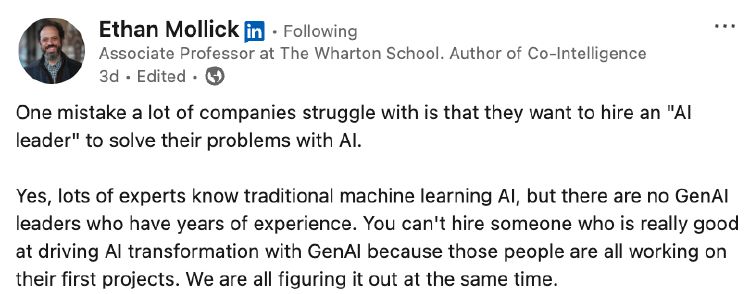 Ethan Mollick in • Following
Associate Professor at The Wharton School. Author of Co-Intelligence
3d • Edited •
One mistake a lot of companies struggle with is that they want to hire an "AI
leader" to solve their problems with AI.
Yes, lots of experts know traditional machine learning AI, but there are no GenAI
leaders who have years of experience. You can't hire someone who is really good
at driving AI transformation with GenAI because those people are all working on
their first projects. We are all figuring it out at the same time.